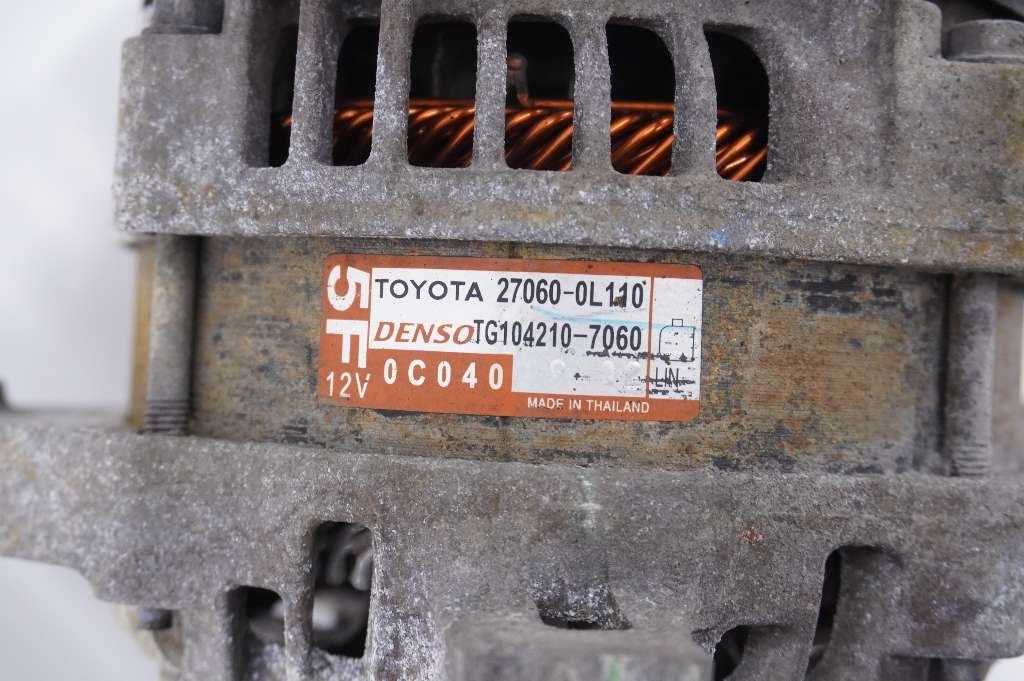 5F
TOYOTA 27060-0L110
DENSO TG104210-7060
12V 0C040
LIN
MADE IN THAILAND